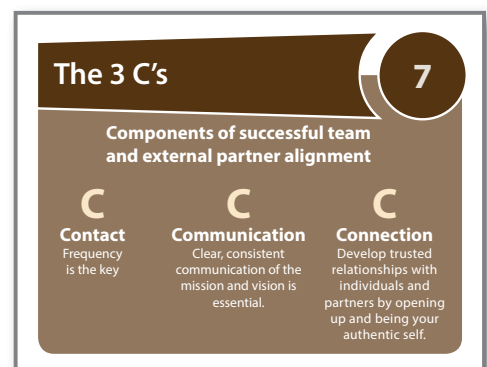 The 3 C's
7
Components of successful team
and external partner alignment
C
Contact
Frequency
is the key
C
Communication
Clear, consistent
communication of the
mission and vision is
essential.
C
Connection
Develop trusted
relationships with
individuals and
partners by opening
up and being your
authentic self.